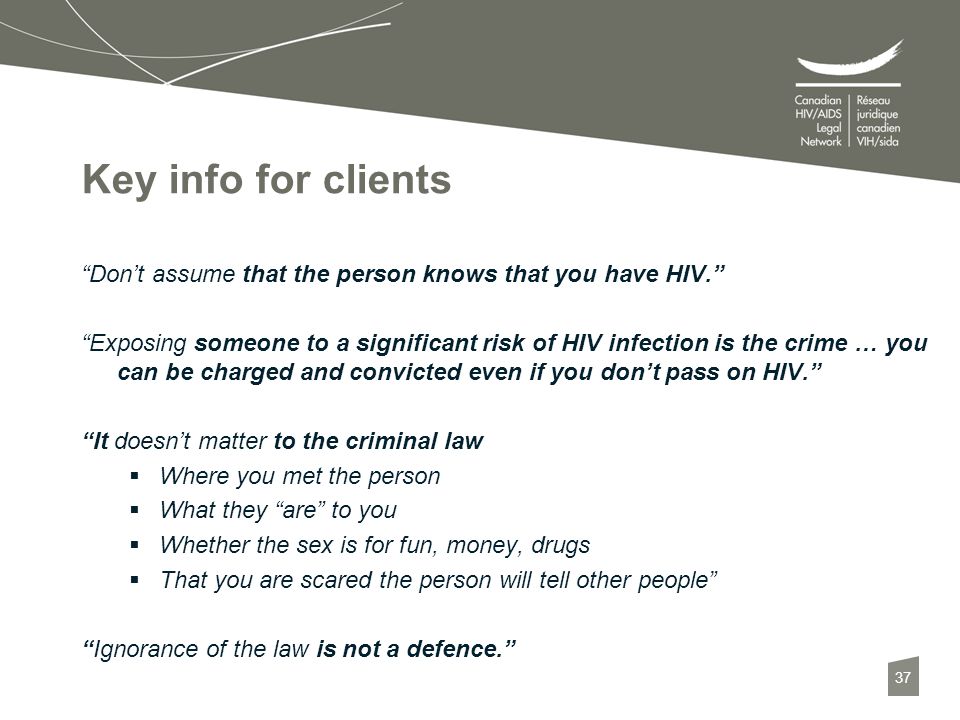 Canadian
HIV/AIDS
Legal
Network
Réseau
juridique
canadien
VIH/sida
Key info for clients
“Don’t assume that the person knows that you have HIV.”
“Exposing someone to a significant risk of HIV infection is the crime … you
can be charged and convicted even if you don’t pass on HIV.”
“It doesn’t matter to the criminal law
▪ Where you met the person
▪ What they “are” to you
▪ Whether the sex is for fun, money, drugs
▪ That you are scared the person will tell other people”
“Ignorance of the law is not a defence.”
37